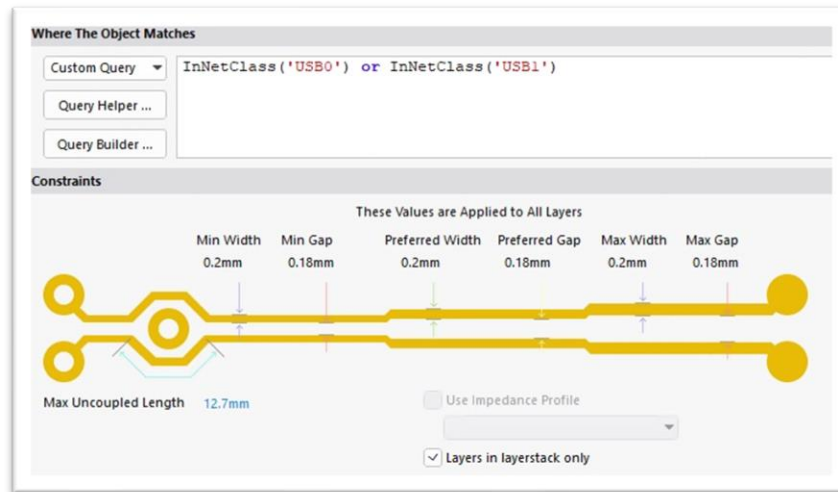 Where The Object Matches
Custom Query
InNetClass('USB0') or InNetClass('USB1')
Query Helper ...
Query Builder ...
Constraints
These Values are Applied to All Layers
Min Width Min Gap Preferred Width Preferred Gap Max Width Max Gap
0.2mm 0.18mm 0.2mm 0.18mm 0.2mm 0.18mm
Max Uncoupled Length 12.7mm
Use Impedance Profile
Layers in layerstack only